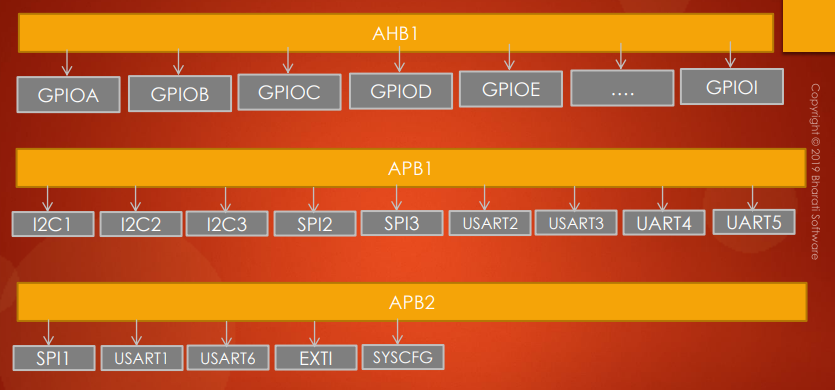 AHB1
GPIOA GPIOB GPIOC GPIOD GPIOE .... GPIOI
APB1
I2C1 I2C2 I2C3 SPI2 SPI3 USART2 USART3 UART4 UART5
APB2
SPI1 USART1 USART6 EXTI SYSCFG
Copyright © 2019 Bharati Software